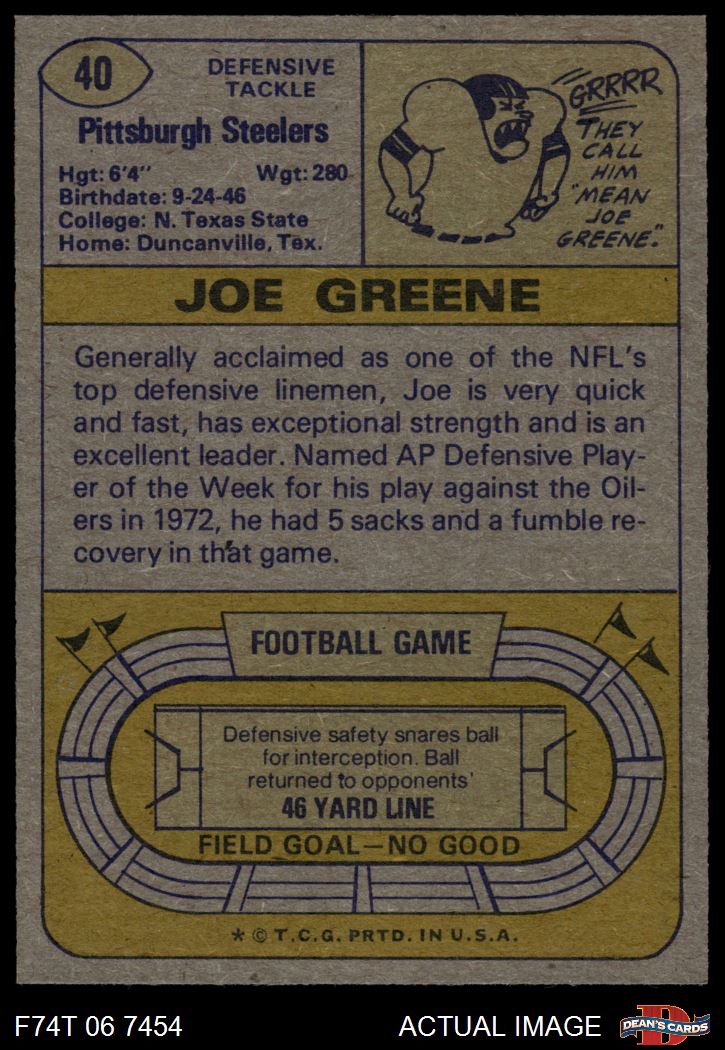 40
DEFENSIVE
TACKLE
Pittsburgh Steelers
Hgt: 6'4" Wgt: 280
Birthdate: 9-24-46
College: N. Texas State
Home: Duncanville, Tex.
GRRRR
THEY
CALL
HIM
"MEAN
JOE
GREENE."
JOE GREENE
Generally acclaimed as one of the NFL's
top defensive linemen, Joe is very quick
and fast, has exceptional strength and is an
excellent leader. Named AP Defensive Play-
er of the Week for his play against the Oil-
ers in 1972, he had 5 sacks and a fumble re-
covery in that game.
FOOTBALL GAME
Defensive safety snares ball
for interception. Ball
returned to opponents'
46 YARD LINE
FIELD GOAL—NO GOOD
* © T.C.G. PRTD. IN U.S.A.
F74T 06 7454
ACTUAL IMAGE
D
DEAN'S CARDS